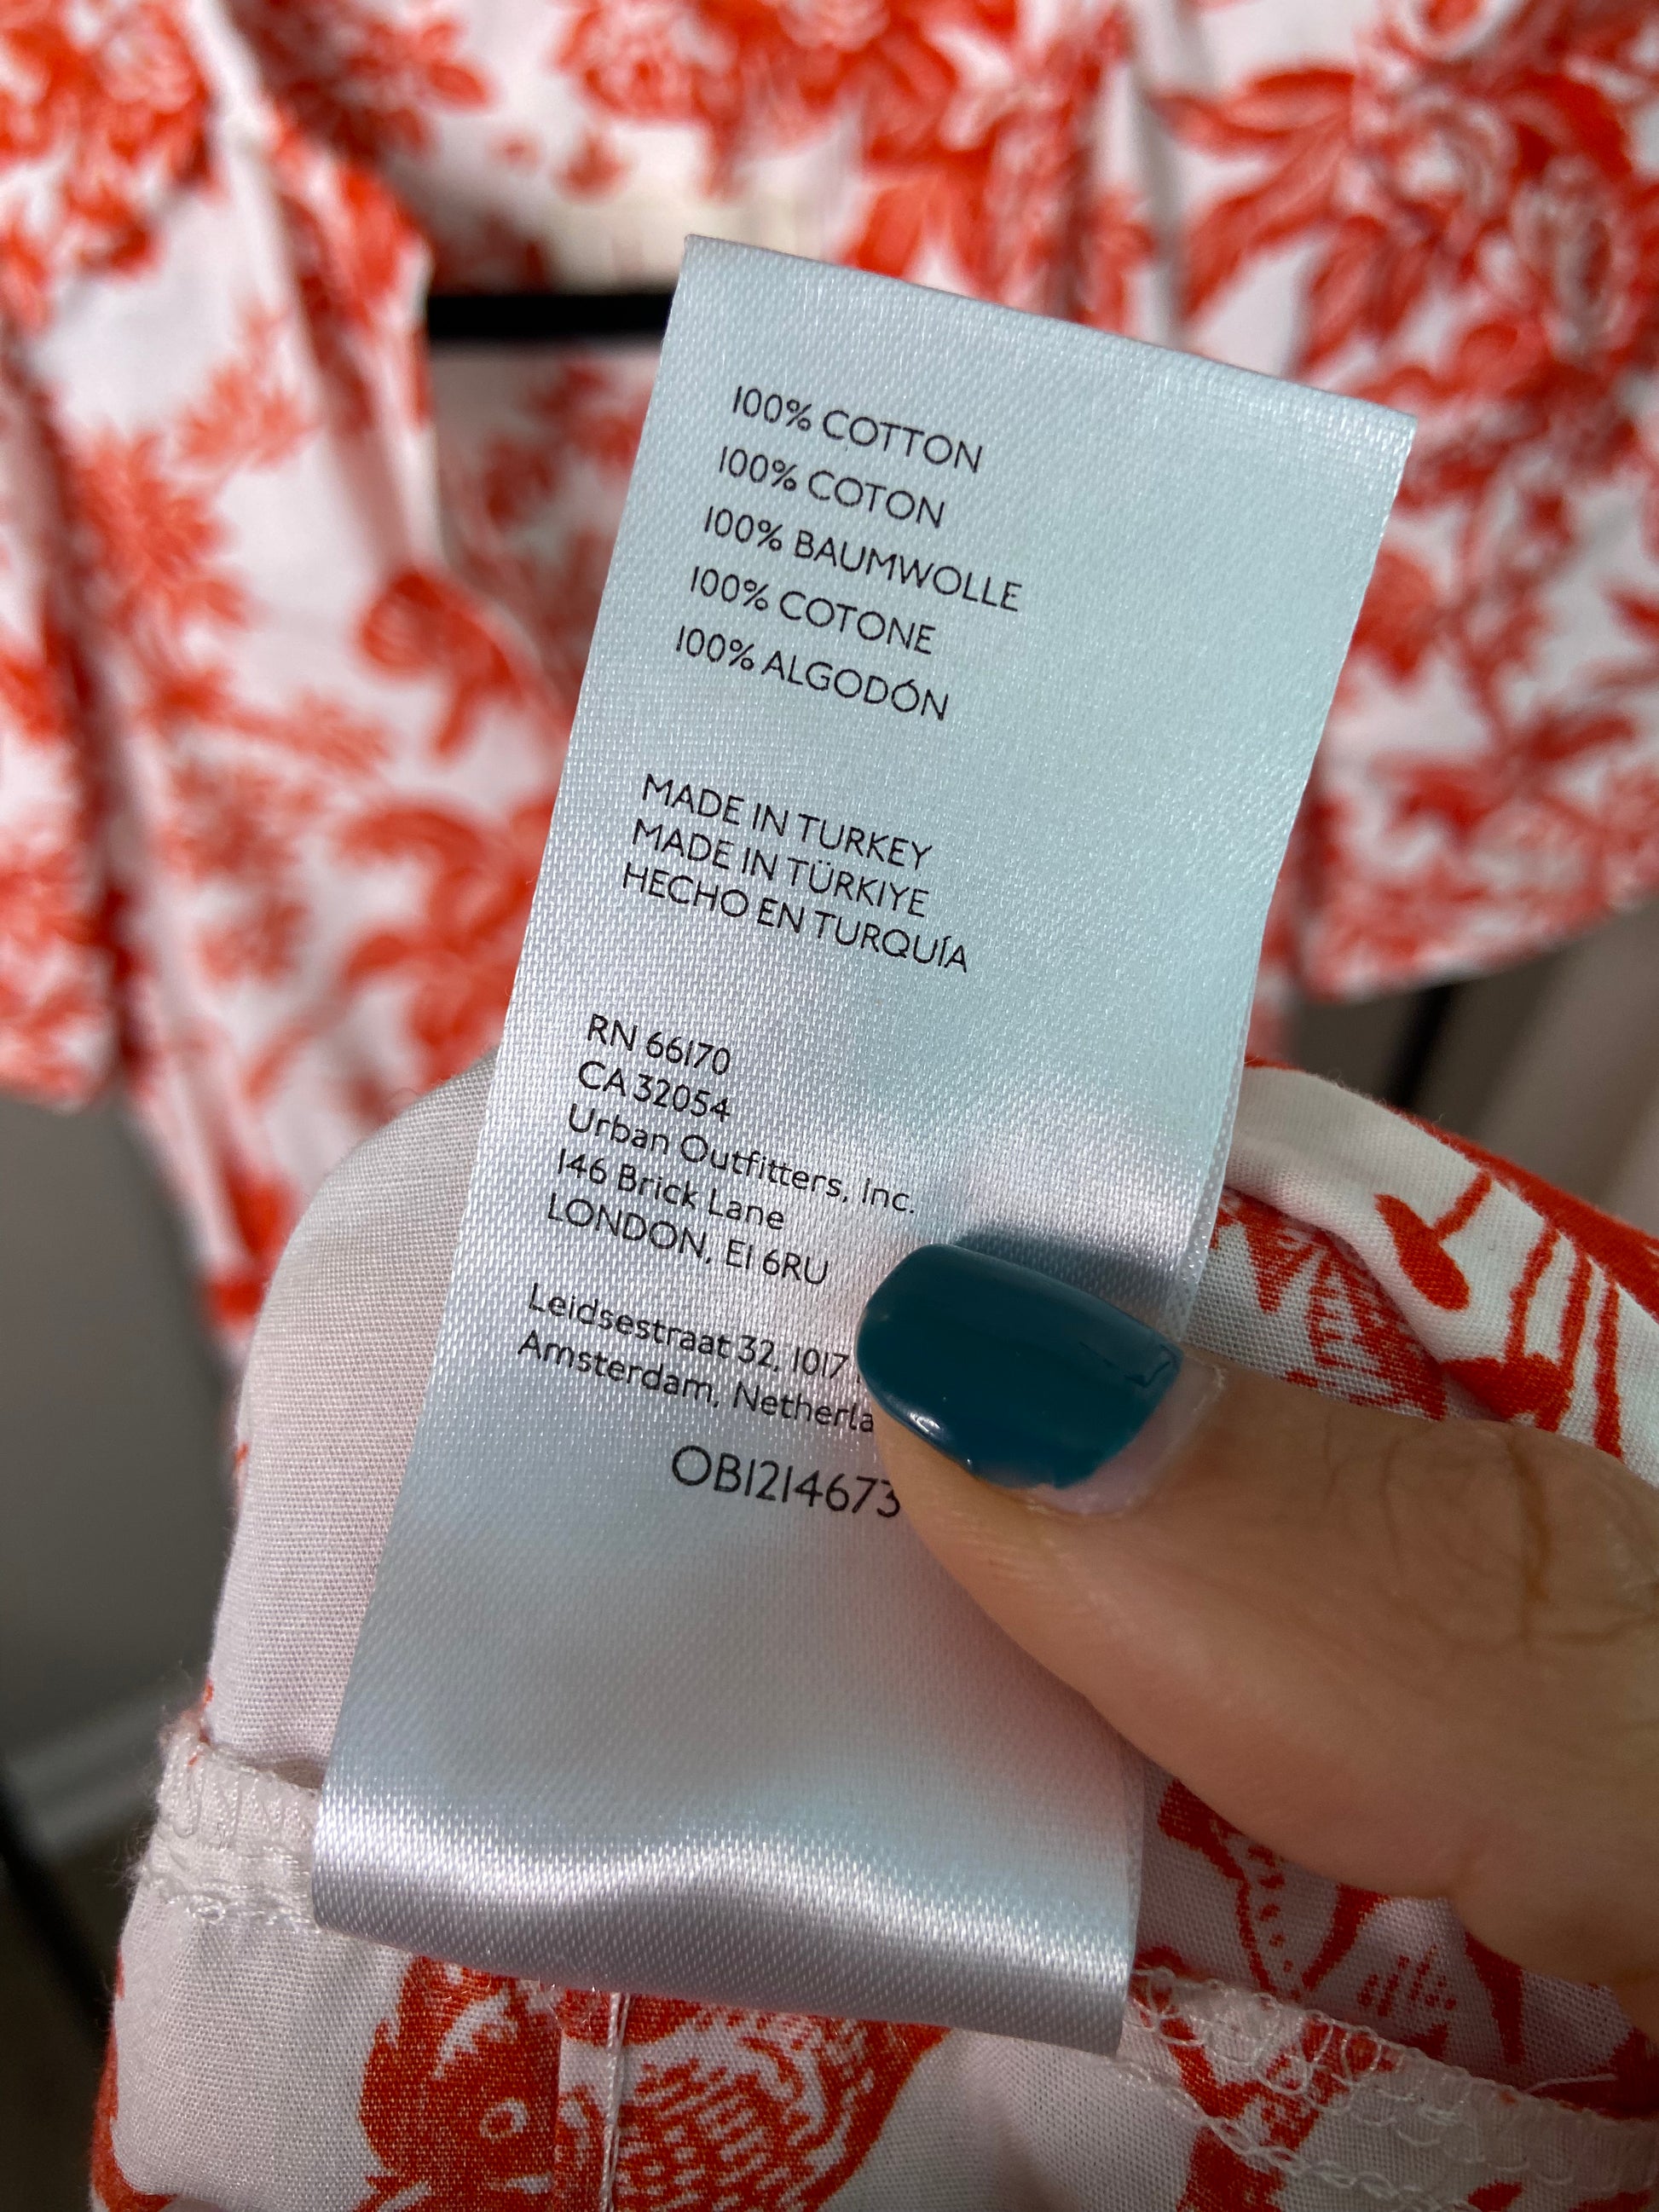 100% COTTON
100% COTON
100% BAUMWOLLE
100% COTONE
100% ALGODÓN
MADE IN TURKEY
MADE IN TÜRKIYE
HECHO EN TURQUÍA
RN 66170
CA 32054
Urban Outfitters, Inc.
146 Brick Lane
LONDON, E1 6RU
Leidsestraat 32, 1017
Amsterdam,
OB1214673